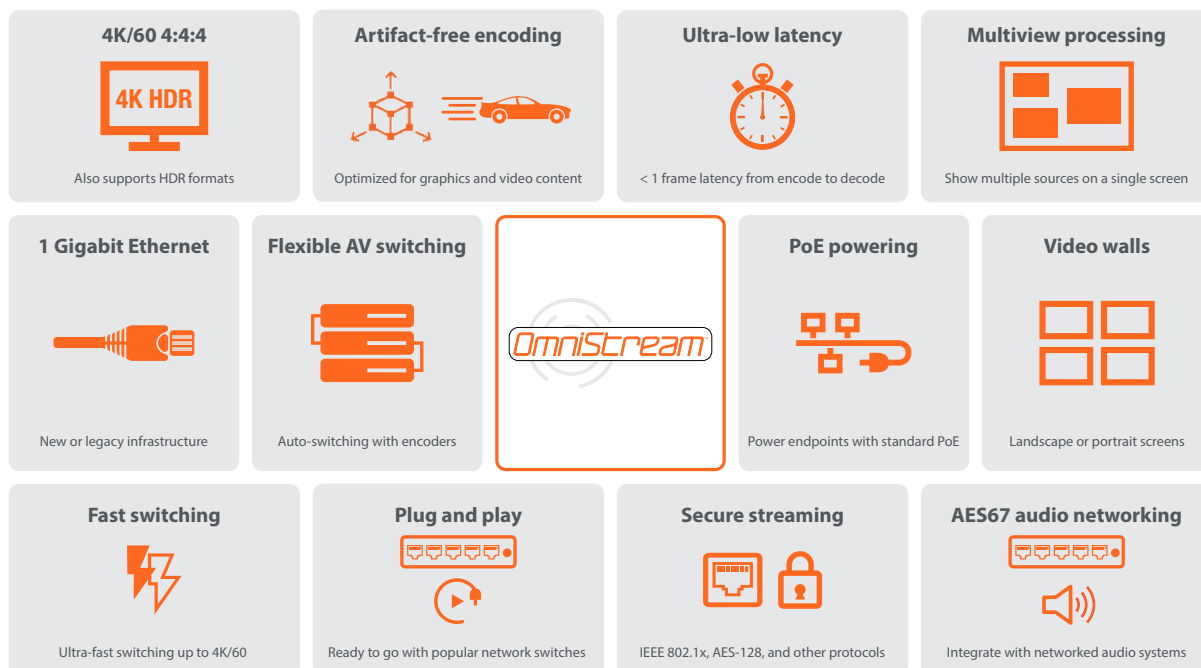 4K/60 4:4:4
4K HDR
Also supports HDR formats
Artifact-free encoding
Optimized for graphics and video content
Ultra-low latency
< 1 frame latency from encode to decode
Multiview processing
Show multiple sources on a single screen
1 Gigabit Ethernet
New or legacy infrastructure
Flexible AV switching
Auto-switching with encoders
OmniStream™
PoE powering
Power endpoints with standard PoE
Video walls
Landscape or portrait screens
Fast switching
Ultra-fast switching up to 4K/60
Plug and play
Ready to go with popular network switches
Secure streaming
IEEE 802.1x, AES-128, and other protocols
AES67 audio networking
Integrate with networked audio systems